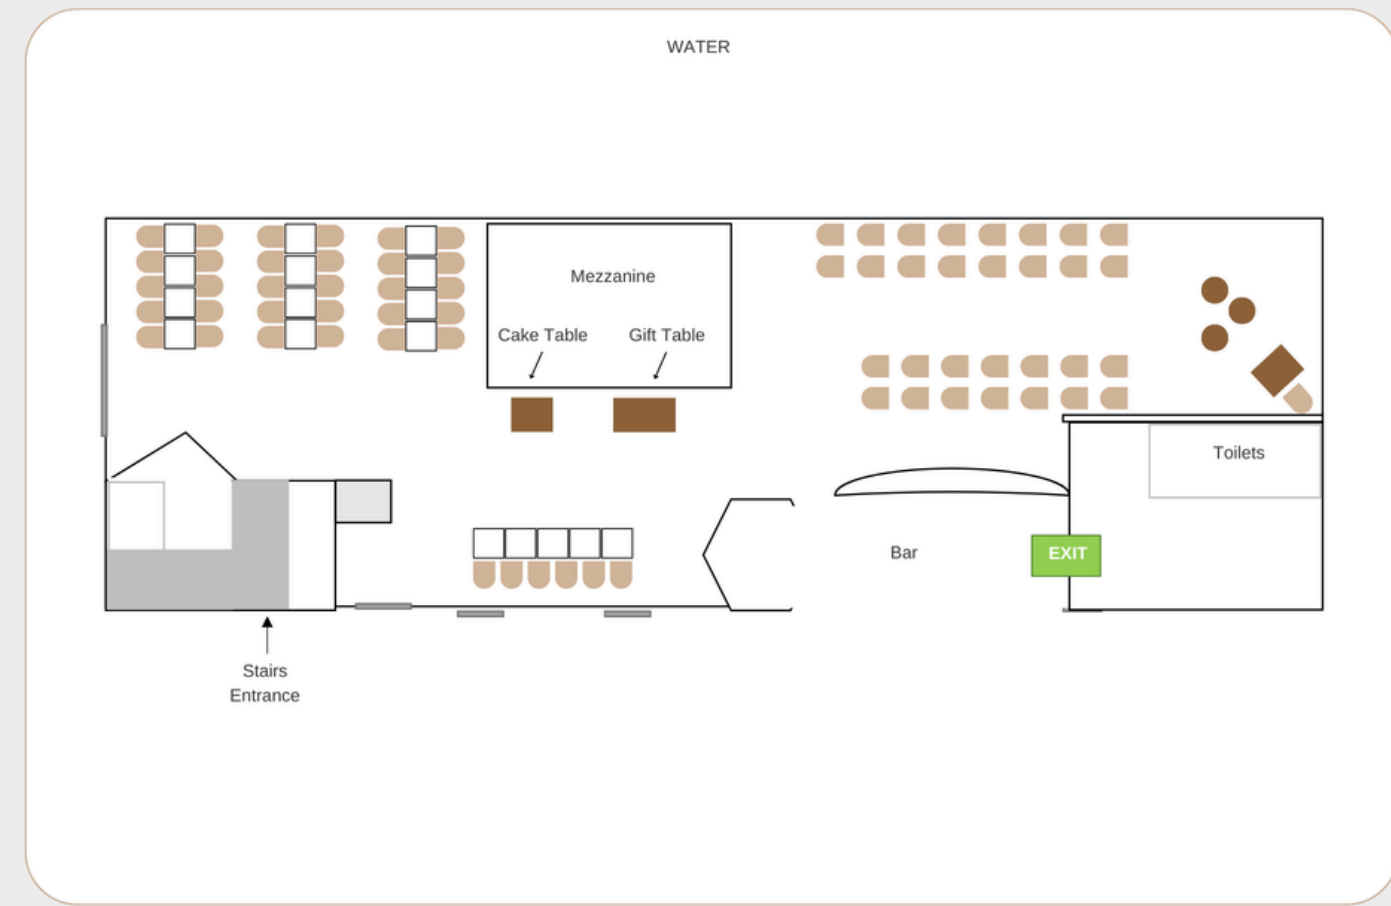 WATER
Mezzanine
Cake Table
Gift Table
Toilets
Bar
EXIT
Stairs
Entrance